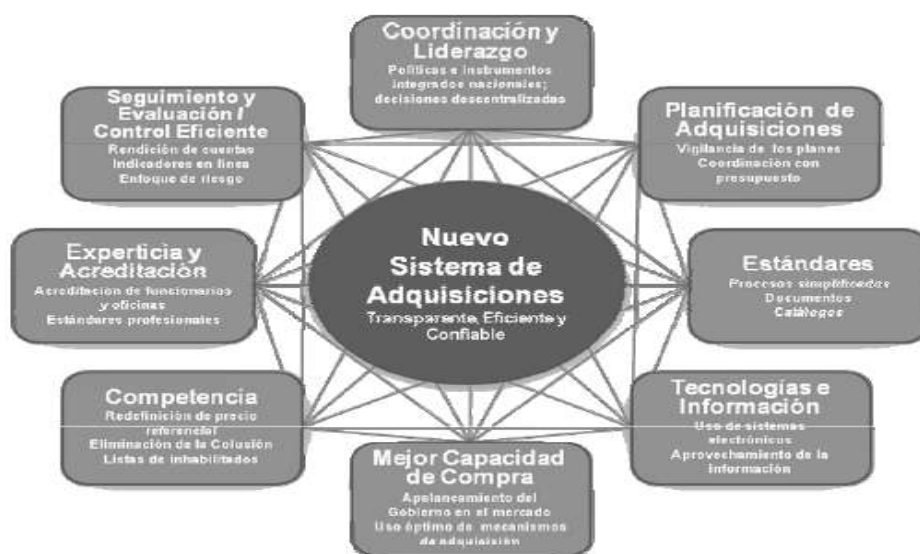 Coordinación y
Liderazgo
Políticas e instrumentos
integrados nacionales;
decisiones descentralizadas
Seguimiento y
Evaluación /
Control Eficiente
Rendición de cuentas
Indicadores en línea
Enfoque de riesgo
Planificación de
Adquisiciones
Vigilancia de los planes
Coordinación con
presupuesto
Nuevo
Sistema de
Adquisiciones
Transparente, Eficiente y
Confiable
Experticia y
Acreditación
Acreditación de funcionarios
y oficinas
Estándares profesionales
Estándares
Procesos simplificados
Documentos
Catálogos
Competencia
Redefinición de precio
referencial
Eliminación de la Colusión
Listas de inhabilitados
Tecnologías e
Información
Uso de sistemas
electrónicos
Aprovechamiento de la
información
Mejor Capacidad
de Compra
Apalancamiento del
Gobierno en el mercado
Uso óptimo de mecanismos
de adquisición